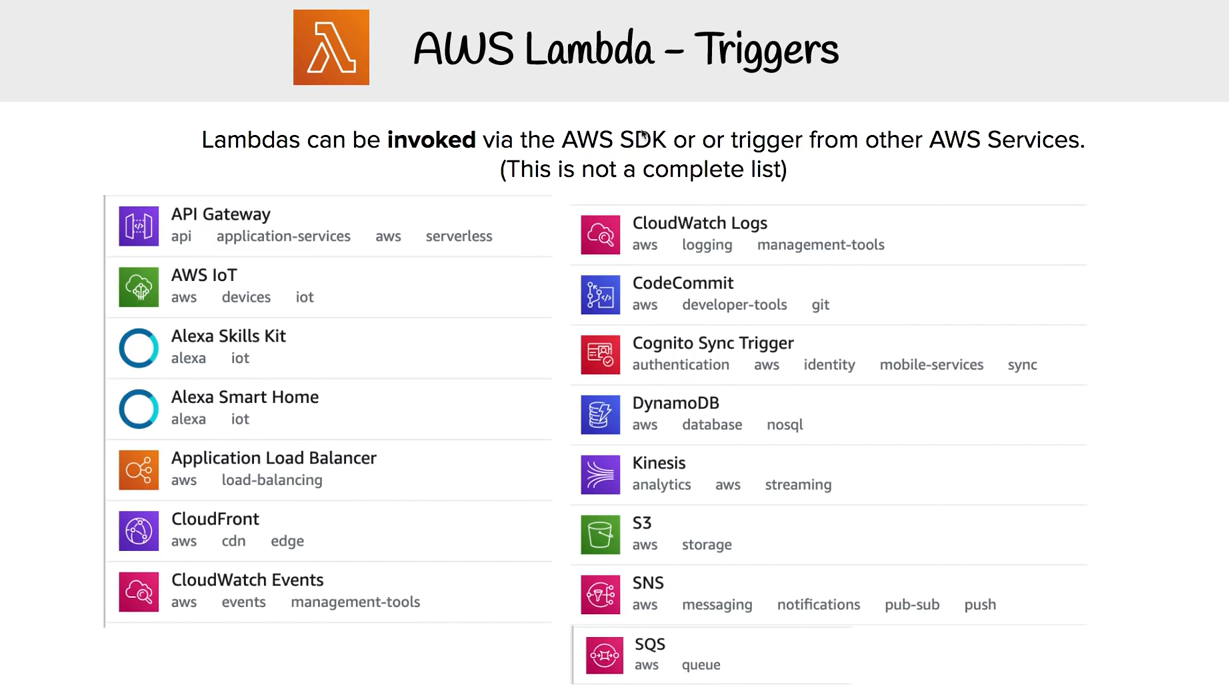 AWS Lambda – Triggers
Lambdas can be invoked via the AWS SDK or or trigger from other AWS Services.
(This is not a complete list)
API Gateway
api application-services aws serverless
AWS IoT
aws devices iot
Alexa Skills Kit
alexa iot
Alexa Smart Home
alexa iot
Application Load Balancer
aws load-balancing
CloudFront
aws cdn edge
CloudWatch Events
aws events management-tools
CloudWatch Logs
aws logging management-tools
CodeCommit
aws developer-tools git
Cognito Sync Trigger
authentication aws identity mobile-services sync
DynamoDB
aws database nosql
Kinesis
analytics aws streaming
S3
aws storage
SNS
aws messaging notifications pub-sub push
SQS
aws queue